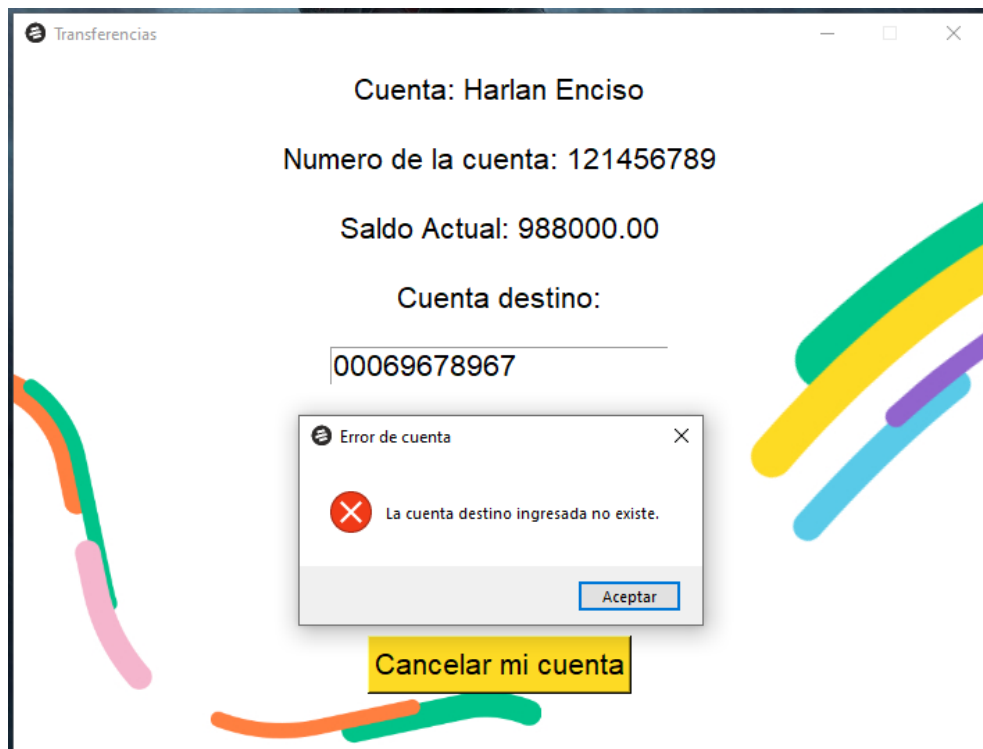 Transferencias
Cuenta: Harlan Enciso
Numero de la cuenta: 121456789
Saldo Actual: 988000.00
Cuenta destino:
00069678967
Error de cuenta
La cuenta destino ingresada no existe.
Aceptar
Cancelar mi cuenta